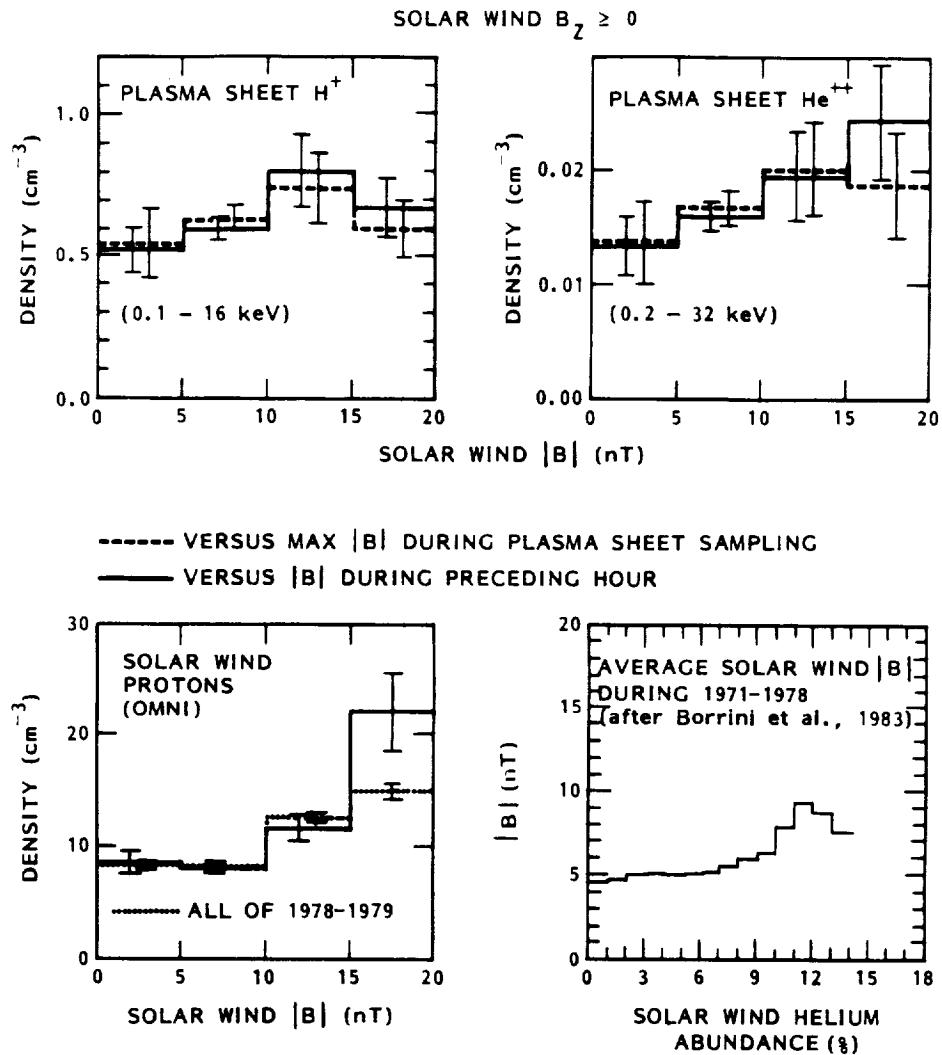 SOLAR WIND B_Z ≥ 0
PLASMA SHEET H^+
DENSITY (cm^-3)
1.0
0.5
0.0
(0.1 - 16 keV)
0 5 10 15 20
PLASMA SHEET He^++
DENSITY (cm^-3)
0.02
0.01
0.00
(0.2 - 32 keV)
0 5 10 15 20
SOLAR WIND |B| (nT)
VERSUS MAX |B| DURING PLASMA SHEET SAMPLING
VERSUS |B| DURING PRECEDING HOUR
SOLAR WIND
PROTONS
(OMNI)
DENSITY (cm^-3)
30
20
10
0
ALL OF 1978-1979
0 5 10 15 20
SOLAR WIND |B| (nT)
AVERAGE SOLAR WIND |B|
DURING 1971-1978
(after Borrini et al., 1983)
|B| (nT)
20
15
10
5
0
0 3 6 9 12 15 18
SOLAR WIND HELIUM
ABUNDANCE (%)